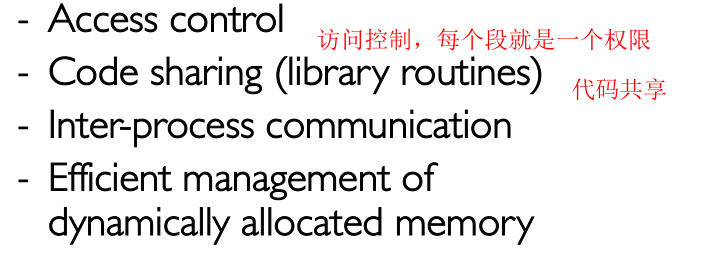 - Access control
访问控制，每个段就是一个权限
- Code sharing (library routines)
代码共享
- Inter-process communication
- Efficient management of
dynamically allocated memory